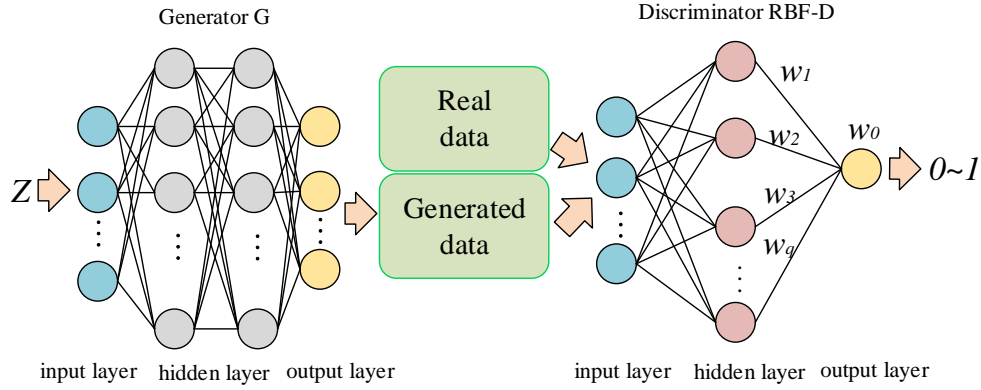 Generator G
Discriminator RBF-D
Z
Real
data
Generated
data
w1
w2
w3
wq
w0
0~1
input layer
hidden layer
output layer
input layer
hidden layer
output layer